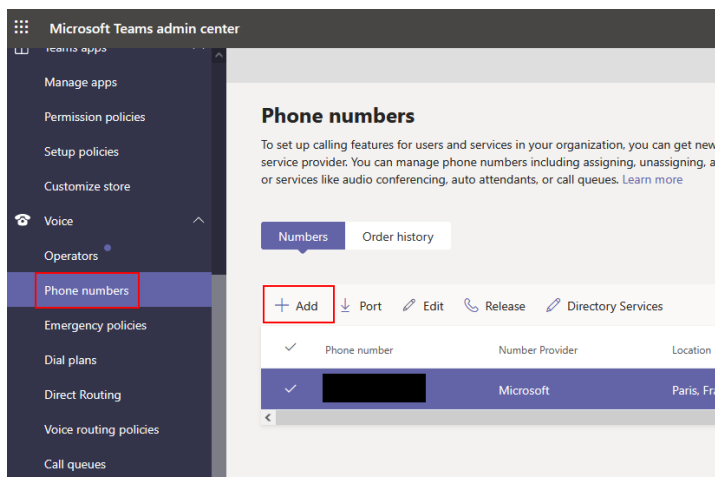 Microsoft Teams admin center
Teams apps
Manage apps
Permission policies
Setup policies
Customize store
Voice
Operators
Phone numbers
Emergency policies
Dial plans
Direct Routing
Voice routing policies
Call queues
Phone numbers
To set up calling features for users and services in your organization, you can get new
service provider. You can manage phone numbers including assigning, unassigning, a
or services like audio conferencing, auto attendants, or call queues. Learn more
Numbers Order history
Add Port Edit Release Directory Services
Phone number Number Provider Location
Microsoft Paris, Fra